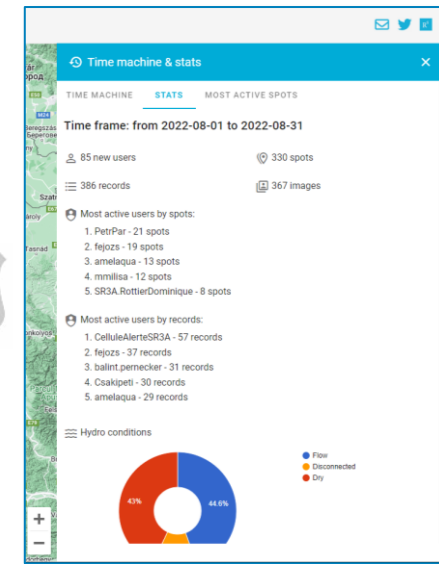 Time machine & stats
TIME MACHINE STATS MOST ACTIVE SPOTS
Time frame: from 2022-08-01 to 2022-08-31
85 new users 330 spots
386 records 367 images
Most active users by spots:
1. PetrPar - 21 spots
2. fejozs - 19 spots
3. amelaqua - 13 spots
4. mmilisa - 12 spots
5. SR3A.RottierDominique - 8 spots
Most active users by records:
1. CelluleAlerteSR3A - 57 records
2. fejozs - 37 records
3. balint.pernecker - 31 records
4. Csakipeti - 30 records
5. amelaqua - 29 records
Hydro conditions
Flow
Disconnected
Dry
43% 44.6%
M24
+
−